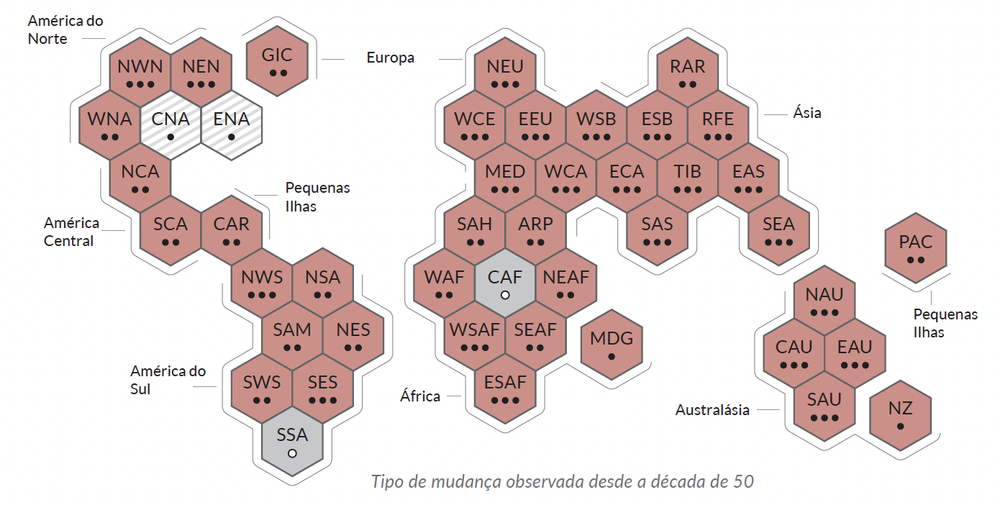 América do
Norte
NWN
NEN
GIC
WNA
CNA
ENA
NCA
Pequenas
Ilhas
América
Central
SCA
CAR
NWS
NSA
SAM
NES
América do
Sul
SWS
SES
SSA
Europa
NEU
RAR
WCE
EEU
WSB
ESB
RFE
Ásia
MED
WCA
ECA
TIB
EAS
SAH
ARP
SAS
SEA
WAF
CAF
NEAF
WSAF
SEAF
MDG
África
ESAF
PAC
Pequenas
Ilhas
NAU
CAU
EAU
Australásia
SAU
NZ
Tipo de mudança observada desde a década de 50